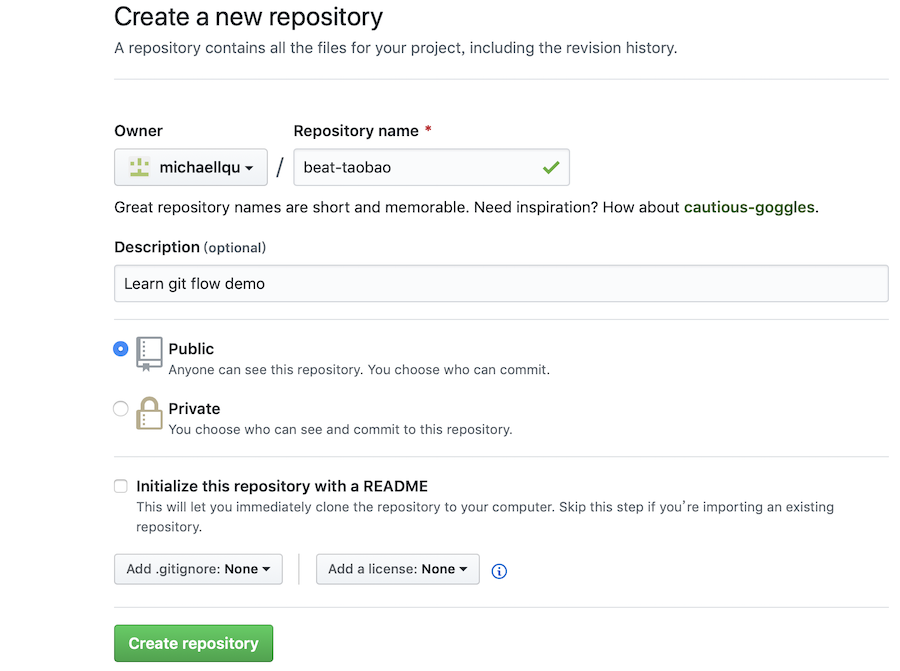 Create a new repository
A repository contains all the files for your project, including the revision history.
Owner Repository name *
michaellqu / beat-taobao
Great repository names are short and memorable. Need inspiration? How about cautious-goggles.
Description (optional)
Learn git flow demo
Public
Anyone can see this repository. You choose who can commit.
Private
You choose who can see and commit to this repository.
Initialize this repository with a README
This will let you immediately clone the repository to your computer. Skip this step if you're importing an existing
repository.
Add .gitignore: None Add a license: None
Create repository